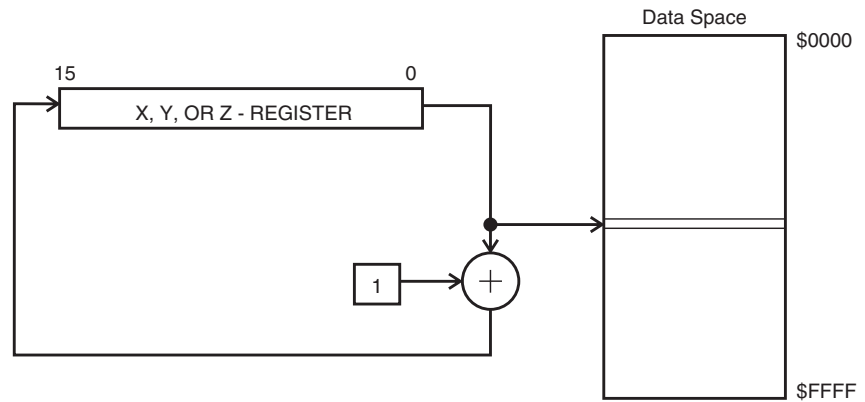 Data Space
$0000
15 0
X, Y, OR Z - REGISTER
1
+
$FFFF